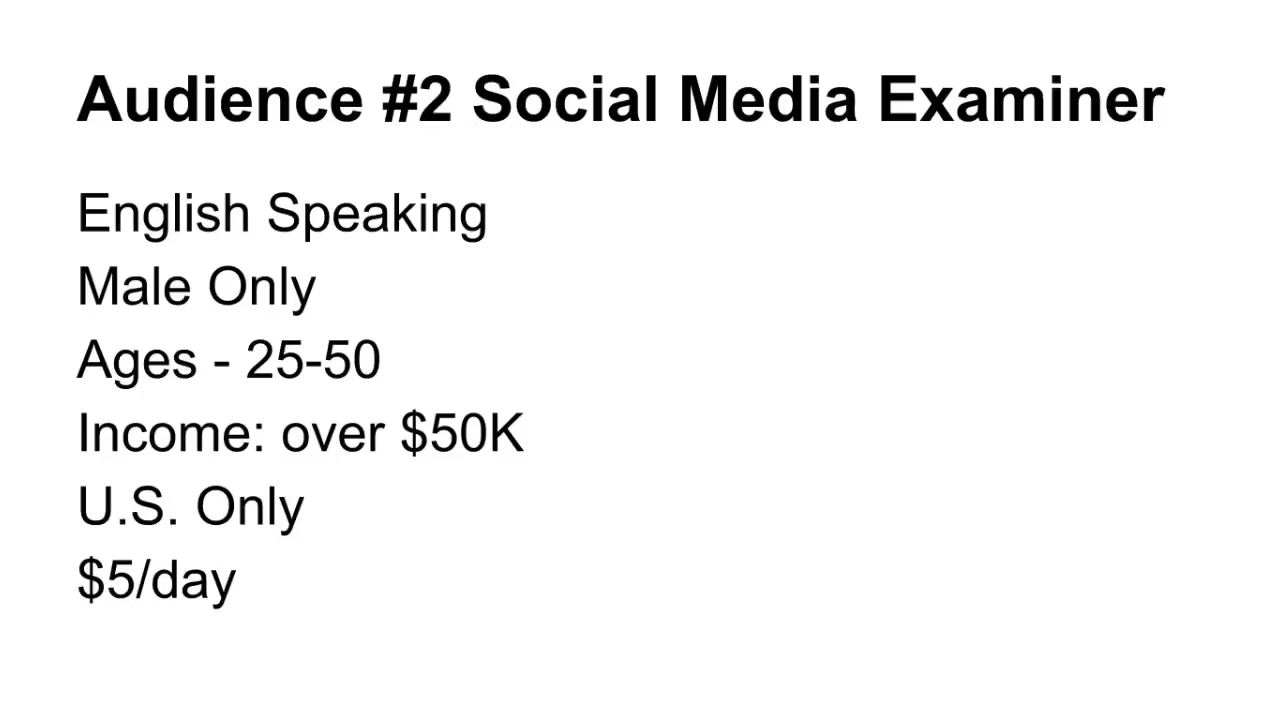 Audience #2 Social Media Examiner
English Speaking
Male Only
Ages - 25-50
Income: over $50K
U.S. Only
$5/day